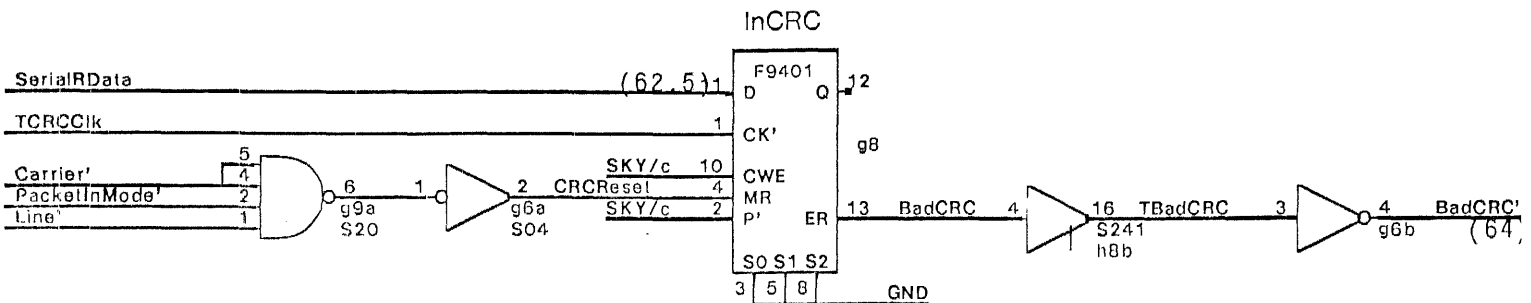 InCRC
F9401
SerialRData (62.5) 1 D Q 12
TCRCClk 1 CK'
g8
5
Carrier' 4
PacketInMode' 2
Line' 1
6
g9a
S20
1 2
g6a
S04
SKY/c 10 CWE
CRCReset 4 MR
SKY/c 2 P' ER 13 BadCRC 4 16 TBadCRC 3 4 BadCRC'
S241
h8b
g6b
(64)
S0 S1 S2
3 5 8 GND